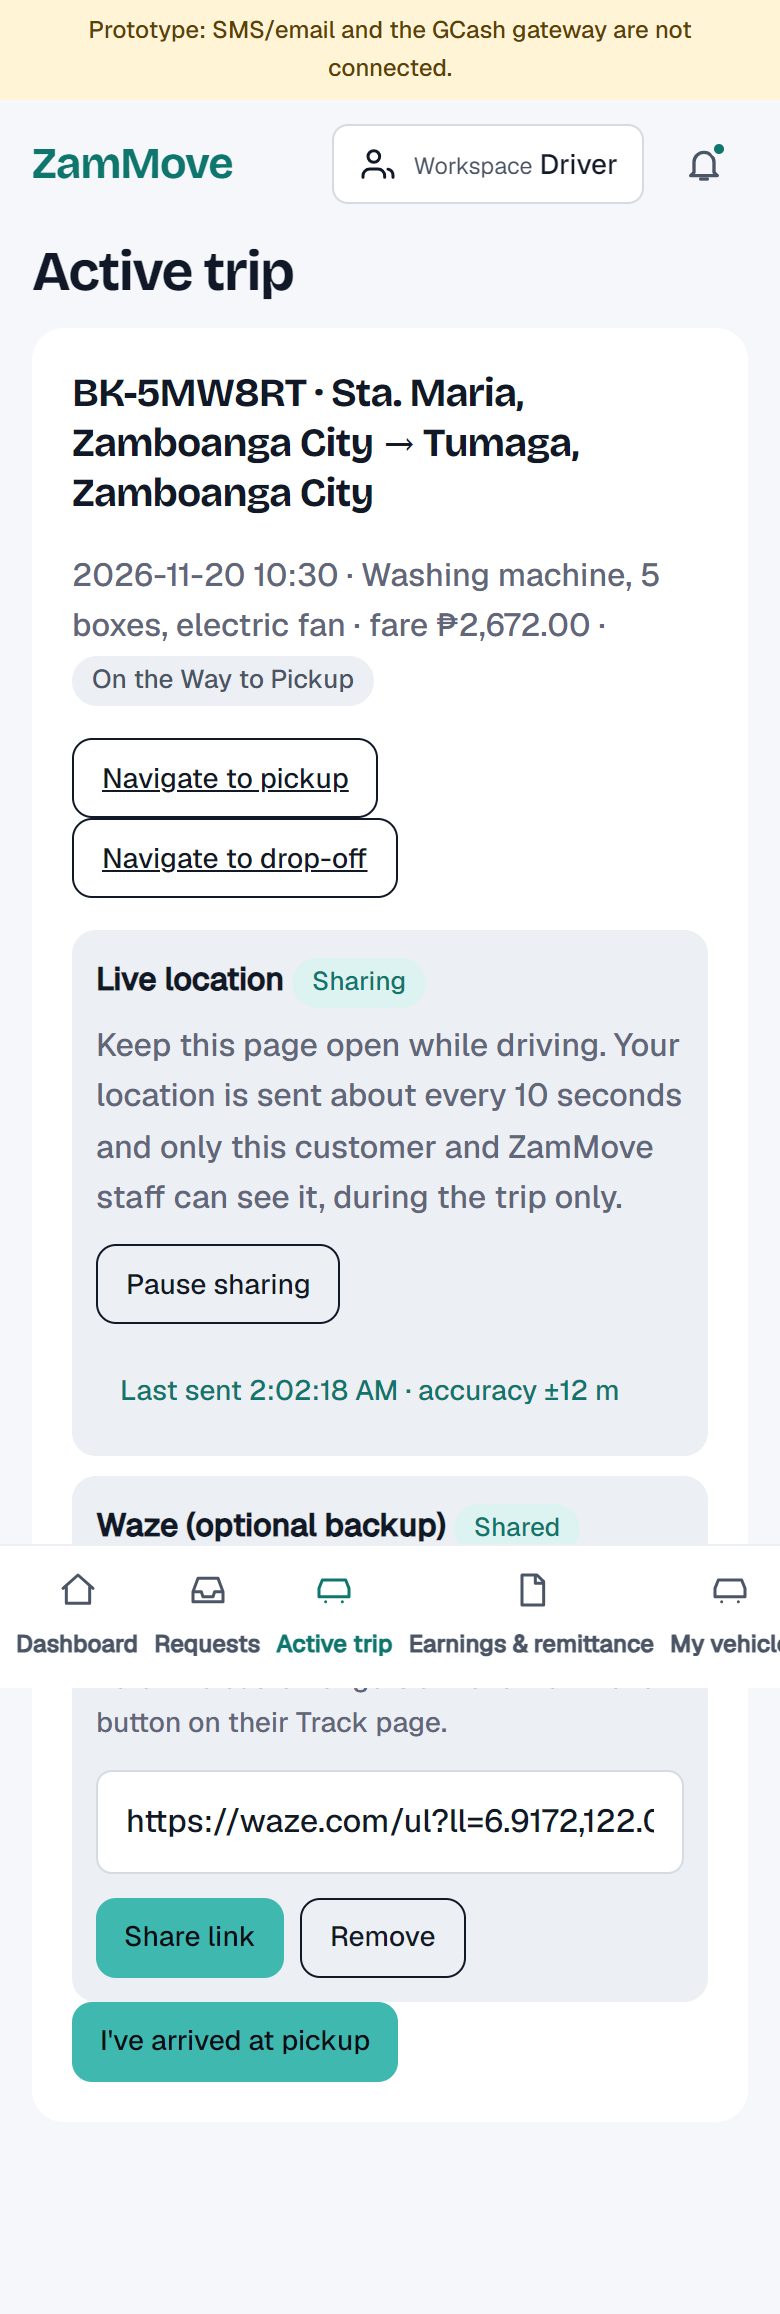 Prototype: SMS/email and the GCash gateway are not
connected.
ZamMove
Workspace Driver
Active trip
BK-5MW8RT · Sta. Maria,
Zamboanga City → Tumaga,
Zamboanga City
2026-11-20 10:30 · Washing machine, 5
boxes, electric fan · fare ₱2,672.00 ·
On the Way to Pickup
Navigate to pickup
Navigate to drop-off
Live location Sharing
Keep this page open while driving. Your
location is sent about every 10 seconds
and only this customer and ZamMove
staff can see it, during the trip only.
Pause sharing
Last sent 2:02:18 AM · accuracy ±12 m
Waze (optional backup) Shared
Dashboard Requests Active trip Earnings & remittance My vehicle
button on their Track page.
https://waze.com/ul?ll=6.9172,122.0
Share link Remove
I've arrived at pickup